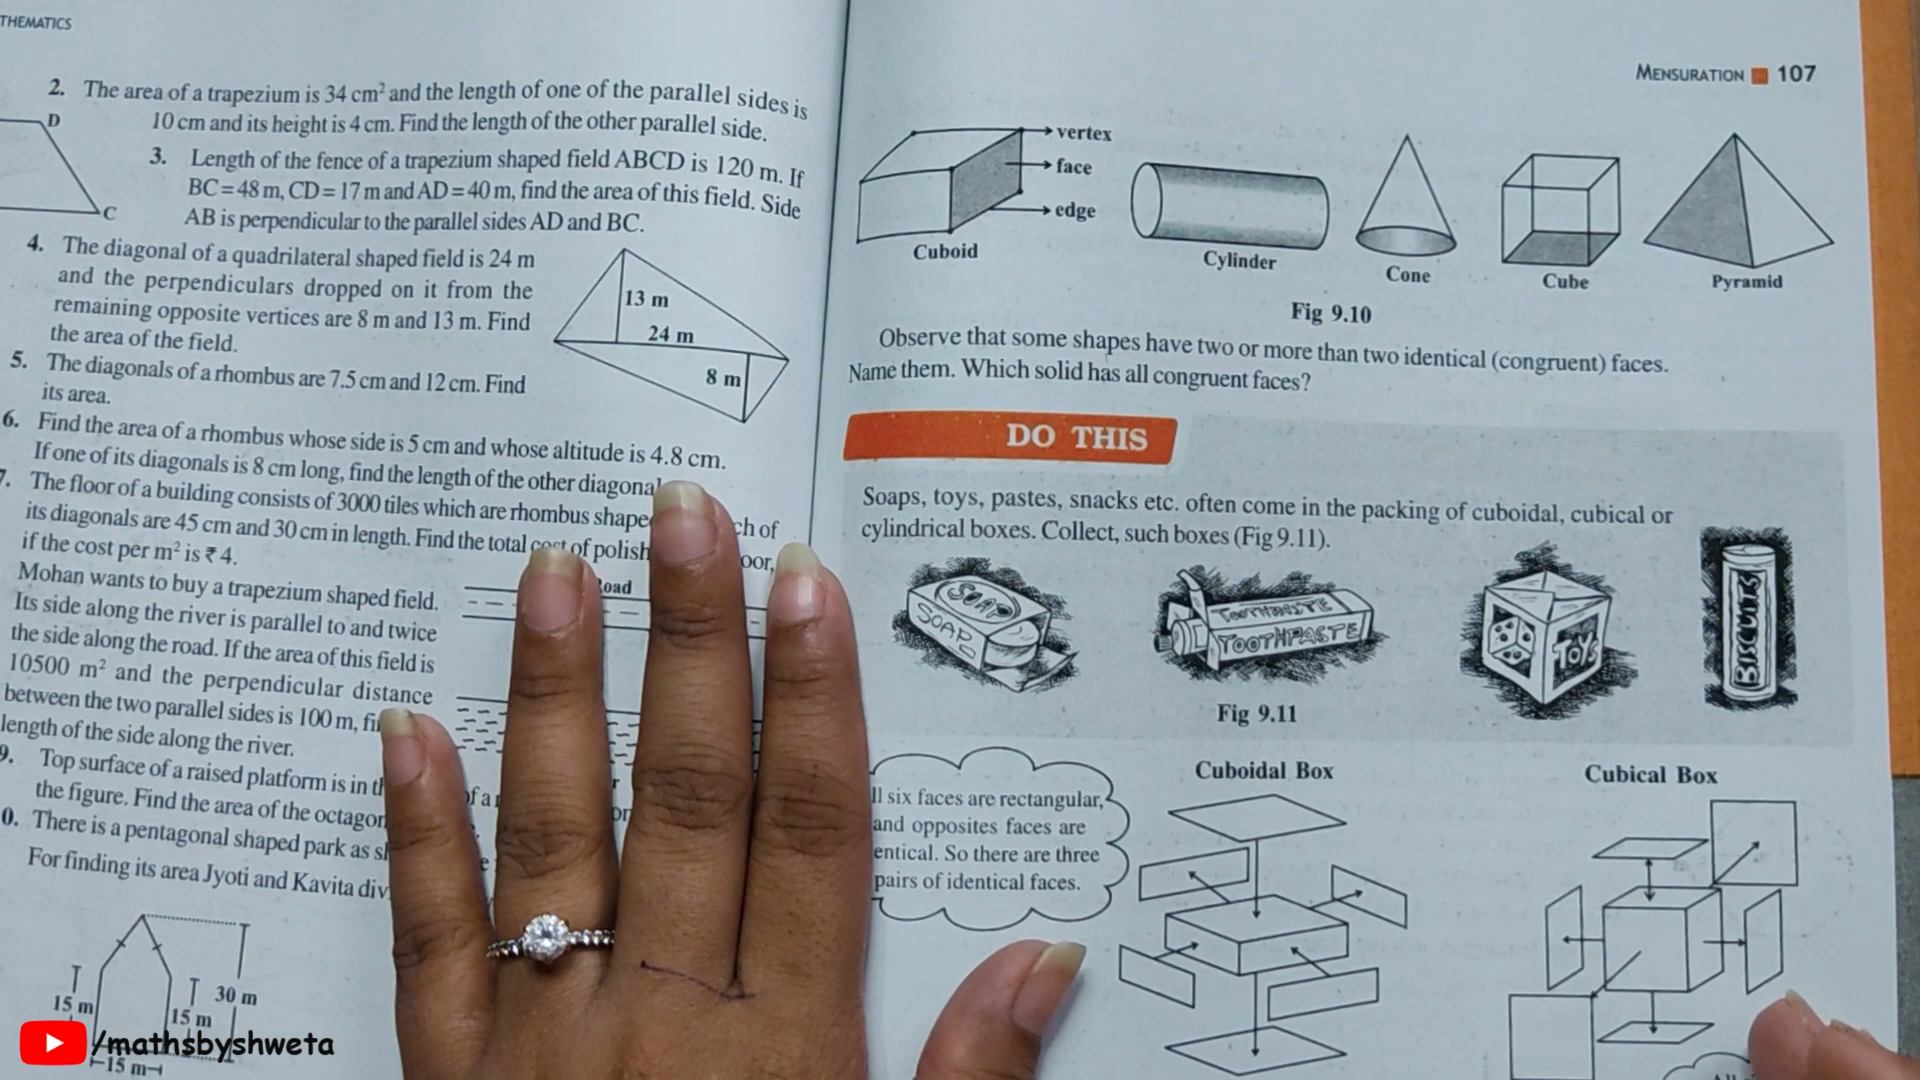 THEMATICS
2. The area of a trapezium is 34 cm² and the length of one of the parallel sides is
10 cm and its height is 4 cm. Find the length of the other parallel side.
D
C
3. Length of the fence of a trapezium shaped field ABCD is 120 m. If
BC = 48 m, CD = 17 m and AD = 40 m, find the area of this field. Side
AB is perpendicular to the parallel sides AD and BC.
4. The diagonal of a quadrilateral shaped field is 24 m
and the perpendiculars dropped on it from the
remaining opposite vertices are 8 m and 13 m. Find
the area of the field.
13 m
24 m
8 m
5. The diagonals of a rhombus are 7.5 cm and 12 cm. Find
its area.
6. Find the area of a rhombus whose side is 5 cm and whose altitude is 4.8 cm.
If one of its diagonals is 8 cm long, find the length of the other diagonal
7. The floor of a building consists of 3000 tiles which are rhombus shape ch of
its diagonals are 45 cm and 30 cm in length. Find the total cost of polish oor,
if the cost per m² is ₹ 4.
Mohan wants to buy a trapezium shaped field.
Its side along the river is parallel to and twice
the side along the road. If the area of this field is
10500 m² and the perpendicular distance
between the two parallel sides is 100 m, fi
length of the side along the river.
oad
9. Top surface of a raised platform is in th of a r
the figure. Find the area of the octagon
0. There is a pentagonal shaped park as s
For finding its area Jyoti and Kavita div
15 m
15 m
30 m
15 m
/mathsbyshweta
MENSURATION 107
vertex
face
edge
Cuboid
Cylinder
Cone
Cube
Pyramid
Fig 9.10
Observe that some shapes have two or more than two identical (congruent) faces.
Name them. Which solid has all congruent faces?
DO THIS
Soaps, toys, pastes, snacks etc. often come in the packing of cuboidal, cubical or
cylindrical boxes. Collect, such boxes (Fig 9.11).
SOAP
SOAP
TOOTHPASTE
TOOTHPASTE
TOYS
BISCUITS
Fig 9.11
ll six faces are rectangular,
and opposites faces are
entical. So there are three
pairs of identical faces.
Cuboidal Box
Cubical Box